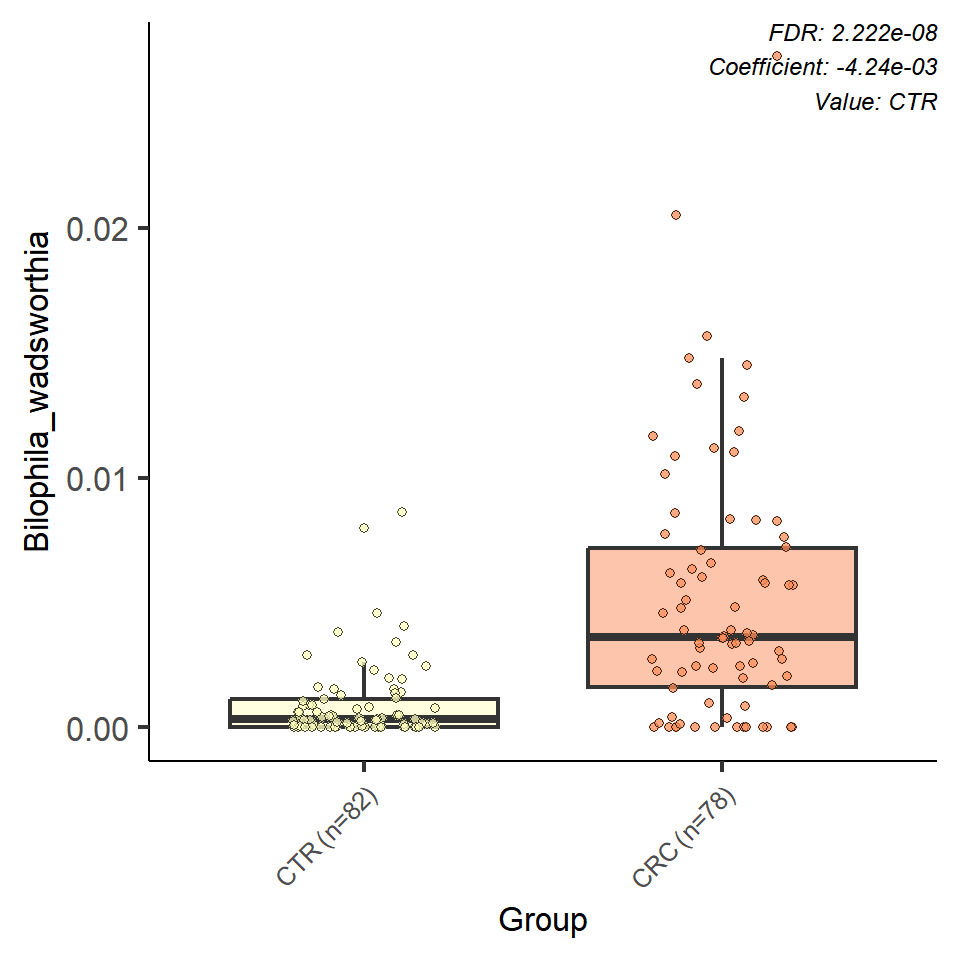 FDR: 2.222e-08
Coefficient: -4.24e-03
Value: CTR
0.02
0.01
0.00
Bilophila_wadsworthia
CTR (n=82)
CRC (n=78)
Group